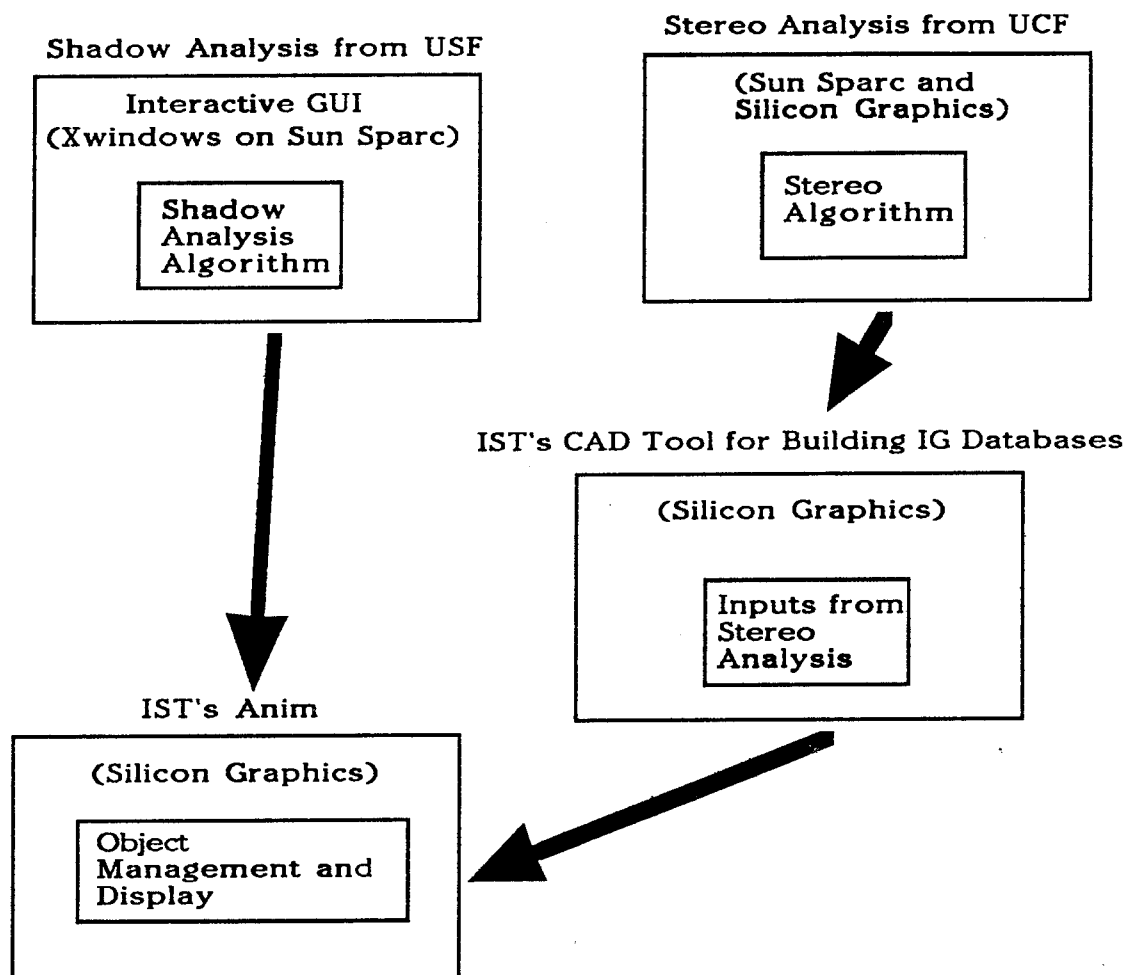 Shadow Analysis from USF
Interactive GUI
(Xwindows on Sun Sparc)
Shadow
Analysis
Algorithm
Stereo Analysis from UCF
(Sun Sparc and
Silicon Graphics)
Stereo
Algorithm
IST's CAD Tool for Building IG Databases
(Silicon Graphics)
Inputs from
Stereo
Analysis
IST's Anim
(Silicon Graphics)
Object
Management and
Display